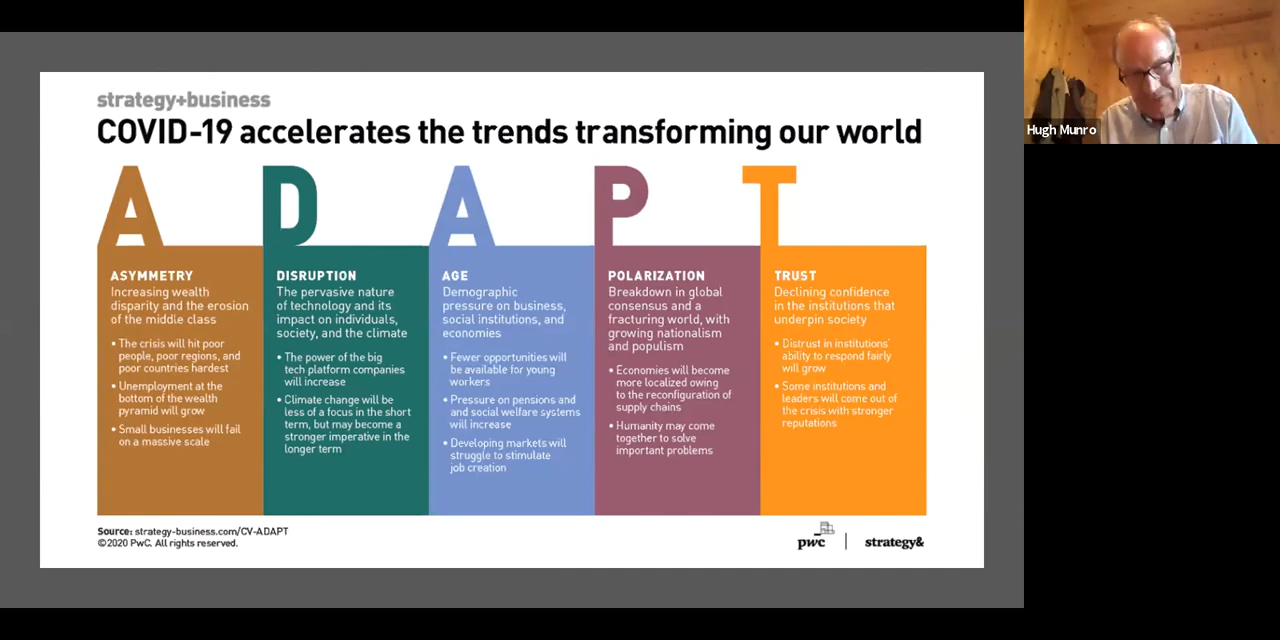 strategy+business
COVID-19 accelerates the trends transforming our world
A
D
A
P
T
ASYMMETRY
Increasing wealth
disparity and the erosion
of the middle class
• The crisis will hit poor
people, poor regions, and
poor countries hardest
• Unemployment at the
bottom of the wealth
pyramid will grow
• Small businesses will fail
on a massive scale
DISRUPTION
The pervasive nature
of technology and its
impact on individuals,
society, and the climate
• The power of the big
tech platform companies
will increase
• Climate change will be
less of a focus in the short
term, but may become a
stronger imperative in the
longer term
AGE
Demographic
pressure on business,
social institutions, and
economies
• Fewer opportunities will
be available for young
workers
• Pressure on pensions and
and social welfare systems
will increase
• Developing markets will
struggle to stimulate
job creation
POLARIZATION
Breakdown in global
consensus and a
fracturing world, with
growing nationalism
and populism
• Economies will become
more localized owing
to the reconfiguration of
supply chains
• Humanity may come
together to solve
important problems
TRUST
Declining confidence
in the institutions that
underpin society
• Distrust in institutions'
ability to respond fairly
will grow
• Some institutions and
leaders will come out of
the crisis with stronger
reputations
Source: strategy-business.com/CV-ADAPT
©2020 PwC. All rights reserved.
pwc | strategy&
Hugh Munro